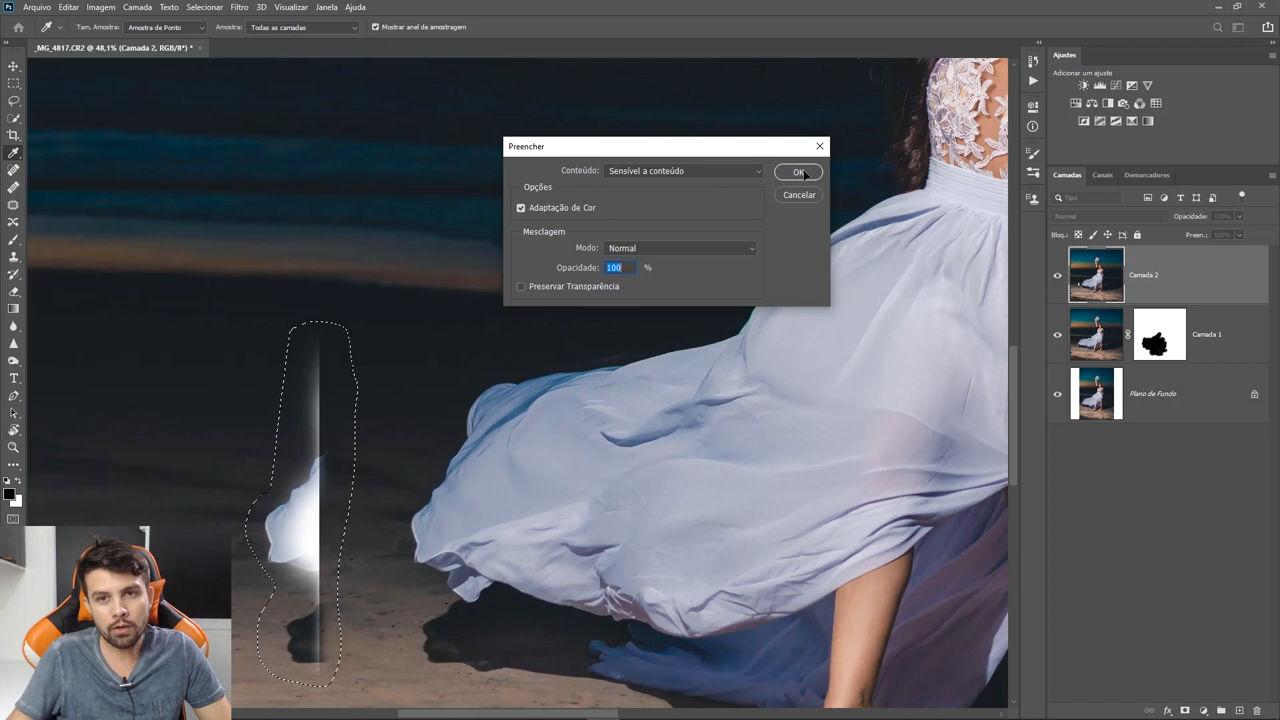 Arquivo Editar Imagem Camada Texto Selecionar Filtro 3D Visualizar Janela Ajuda
Tam. Amostra: Amostra de Ponto Amostra: Todas as camadas Mostrar anel de amostragem
_MG_4817.CR2 @ 48,1% (Camada 2, RGB/8*) *
Ajustes
Adicionar um ajuste
Preencher
Conteúdo: Sensível a conteúdo OK
Opções
Cancelar
Adaptação de Cor
Mesclagem
Modo: Normal
Opacidade: 100 %
Preservar Transparência
Camadas Canais Demarcadores
Tipo
Normal Opacidade: 100%
Bloq.: Preen.: 100%
Camada 2
Camada 1
Plano de Fundo